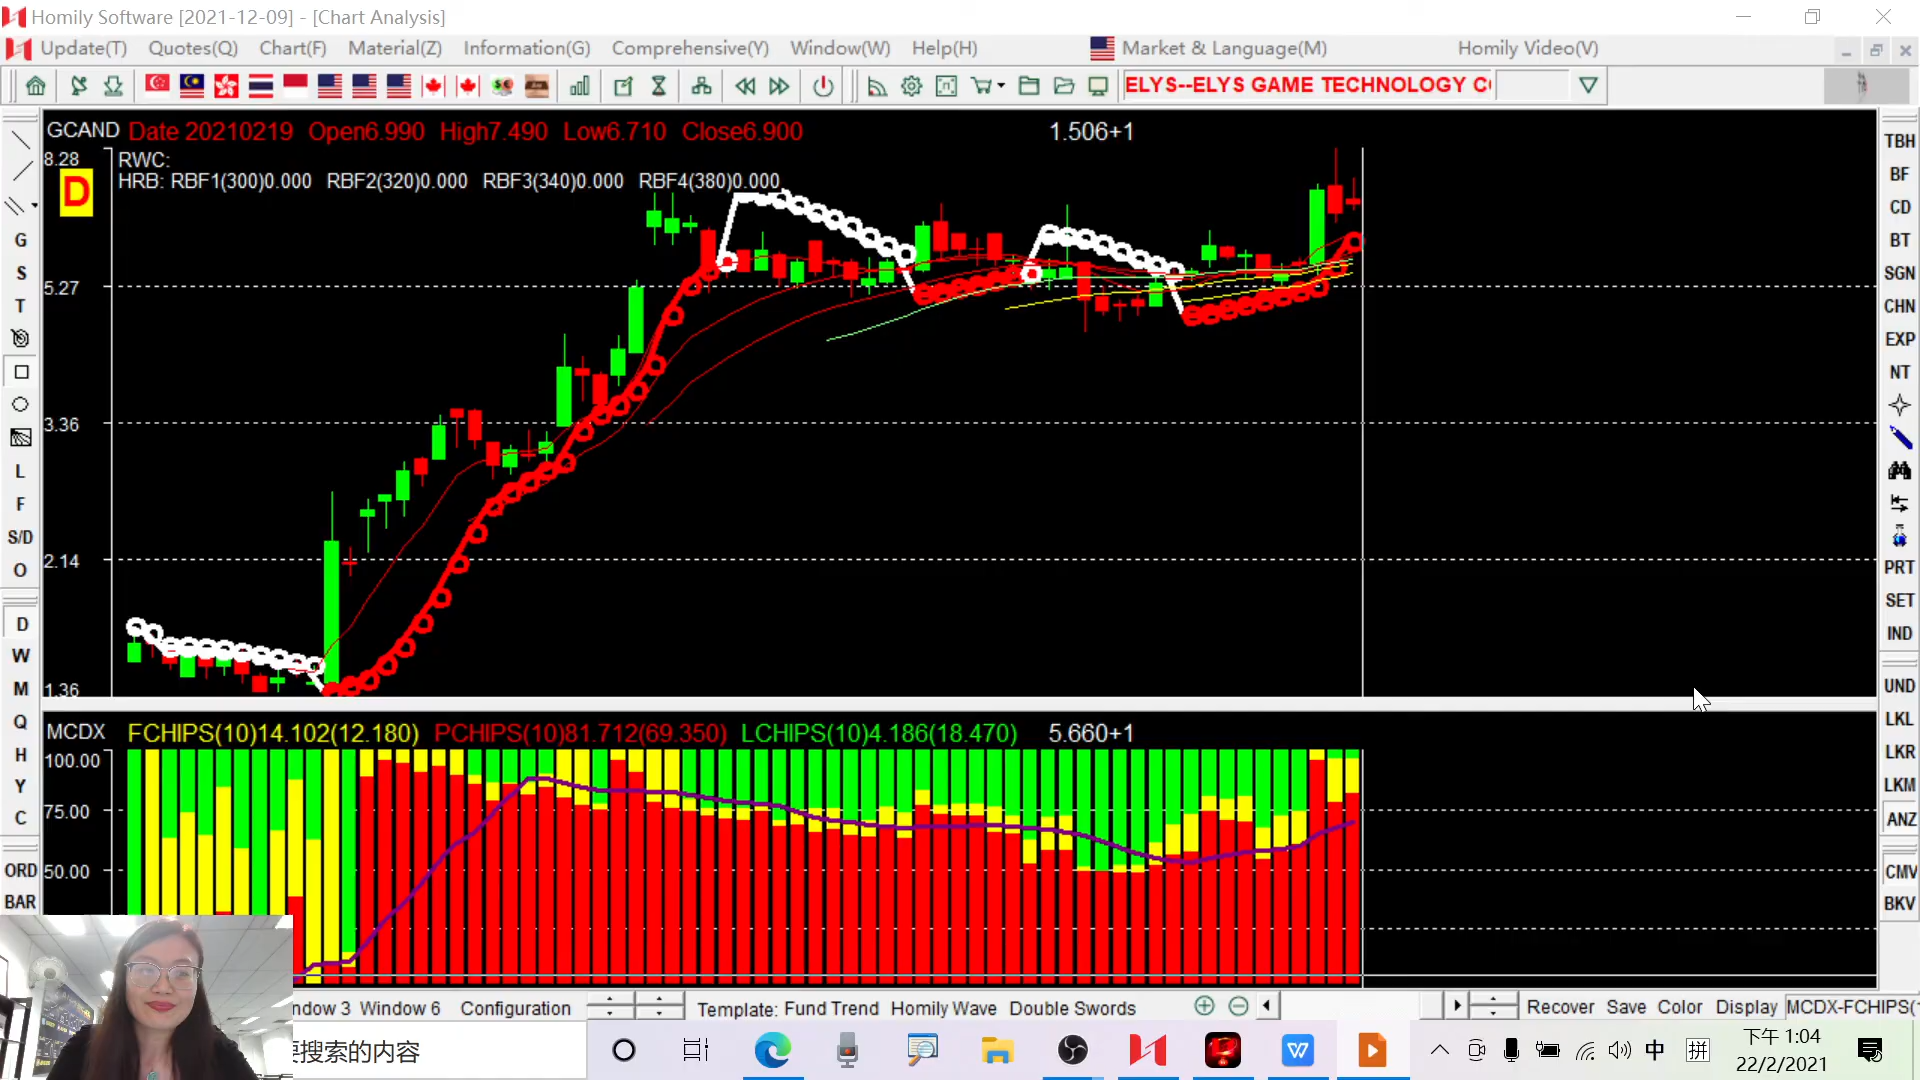 Homily Software [2021-12-09] - [Chart Analysis]
Update(T) Quotes(Q) Chart(F) Material(Z) Information(G) Comprehensive(Y) Window(W) Help(H) Market & Language(M) Homily Video(V)
ELYS--ELYS GAME TECHNOLOGY C
GCAND Date 20210219 Open6.990 High7.490 Low6.710 Close6.900 1.506+1
8.28 RWC:
D
HRB: RBF1(300)0.000 RBF2(320)0.000 RBF3(340)0.000 RBF4(380)0.000
5.27
3.36
2.14
1.36
MCDX FCHIPS(10)14.102(12.180) PCHIPS(10)81.712(69.350) LCHIPS(10)4.186(18.470) 5.660+1
100.00
75.00
50.00
G
S
T
L
F
S/D
O
D
W
M
Q
H
Y
C
ORD
BAR
TBH
BF
CD
BT
SGN
CHN
EXP
NT
PRT
SET
IND
UND
LKL
LKR
LKM
ANZ
CMV
BKV
ndow 3 Window 6 Configuration Template: Fund Trend Homily Wave Double Swords Recover Save Color Display MCDX-FCHIPS(
要搜索的内容 中 拼 下午 1:04
22/2/2021